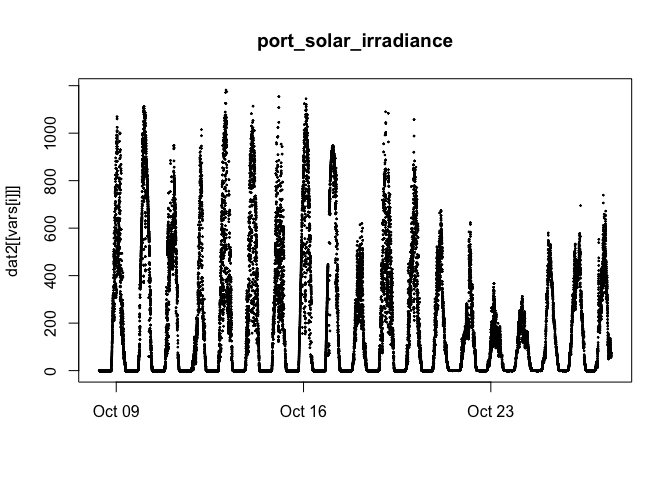 port_solar_irradiance
dat2[[vars[i]]]
1000
800
600
400
200
0
Oct 09
Oct 16
Oct 23